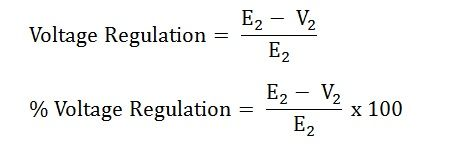 Voltage Regulation = E₂ − V₂ / E₂
% Voltage Regulation = E₂ − V₂ / E₂ x 100